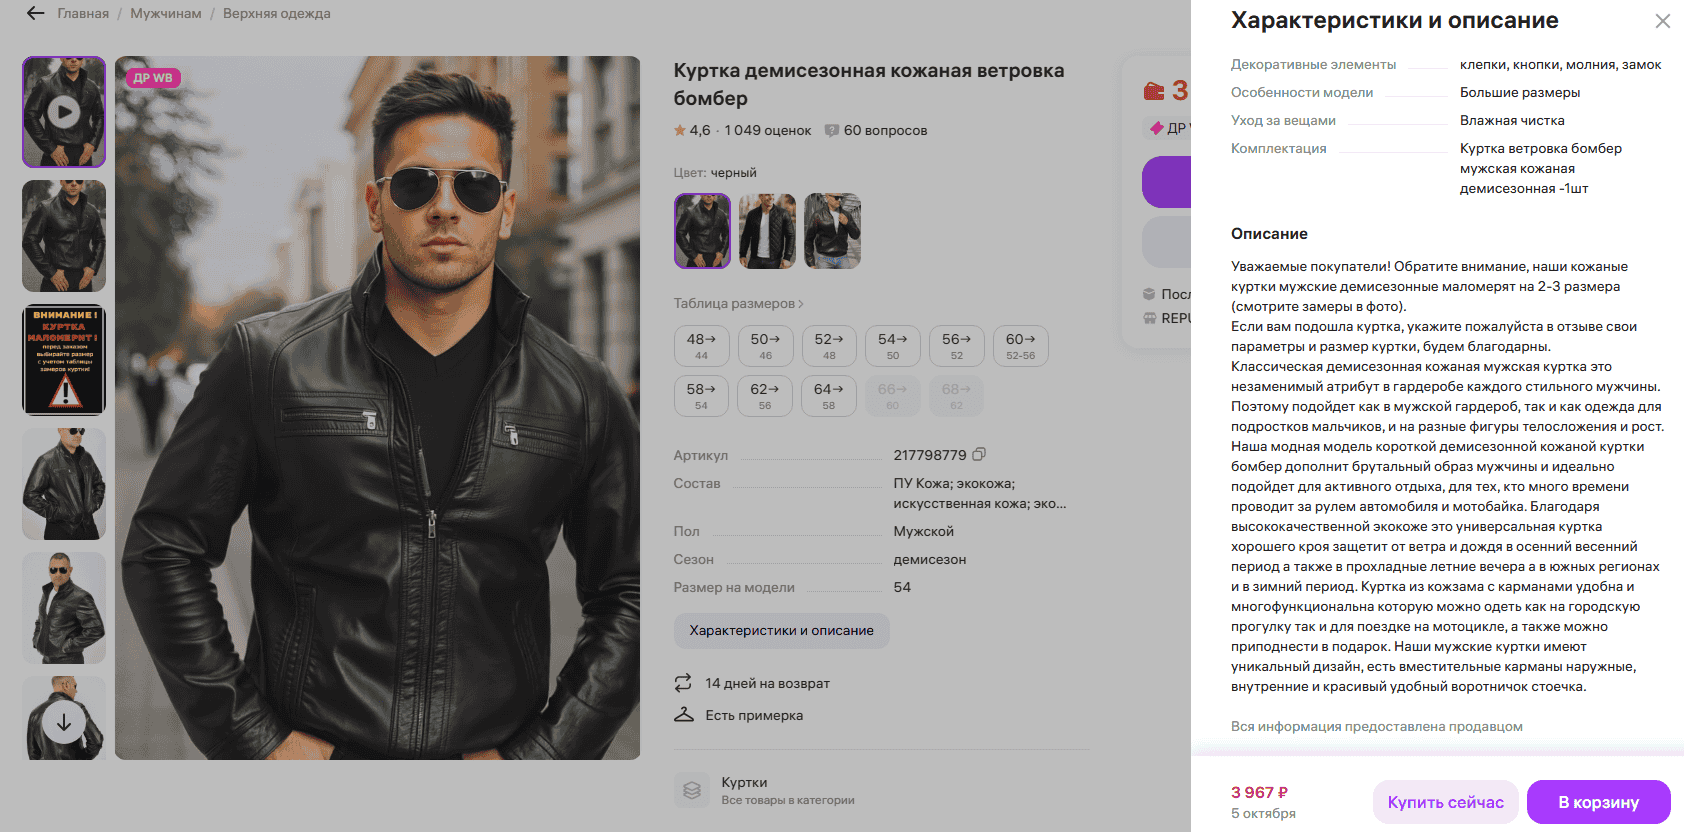 Главная / Мужчинам / Верхняя одежда
ДР WB
ВНИМАНИЕ!
КУРТКА
МАЛОМЕРИТ!
перед заказом
выбирайте размер
с учетом таблицы
замеров куртки!
Куртка демисезонная кожаная ветровка
бомбер
4,6 · 1 049 оценок 60 вопросов
Цвет: черный
Таблица размеров
48→ 50→ 52→ 54→ 56→ 60→
44 46 48 50 52 52-56
58→ 62→ 64→ 66→ 68→
54 56 58 60 62
Артикул 217798779
Состав ПУ Кожа; экокожа;
искусственная кожа; эко...
Пол Мужской
Сезон демисезон
Размер на модели 54
Характеристики и описание
14 дней на возврат
Есть примерка
Куртки
Все товары в категории
3
ДР
Посл
REPU
Характеристики и описание
Декоративные элементы клепки, кнопки, молния, замок
Особенности модели Большие размеры
Уход за вещами Влажная чистка
Комплектация Куртка ветровка бомбер
мужская кожаная
демисезонная -1шт
Описание
Уважаемые покупатели! Обратите внимание, наши кожаные
куртки мужские демисезонные маломерят на 2-3 размера
(смотрите замеры в фото).
Если вам подошла куртка, укажите пожалуйста в отзыве свои
параметры и размер куртки, будем благодарны.
Классическая демисезонная кожаная мужская куртка это
незаменимый атрибут в гардеробе каждого стильного мужчины.
Поэтому подойдет как в мужской гардероб, так и как одежда для
подростков мальчиков, и на разные фигуры телосложения и рост.
Наша модная модель короткой демисезонной кожаной куртки
бомбер дополнит брутальный образ мужчины и идеально
подойдет для активного отдыха, для тех, кто много времени
проводит за рулем автомобиля и мотобайка. Благодаря
высококачественной экокоже это универсальная куртка
хорошего кроя защетит от ветра и дождя в осенний весенний
период а также в прохладные летние вечера а в южных регионах
и в зимний период. Куртка из кожзама с карманами удобна и
многофункциональна которую можно одеть как на городскую
прогулку так и для поездке на мотоцикле, а также можно
приподнести в подарок. Наши мужские куртки имеют
уникальный дизайн, есть вместительные карманы наружные,
внутренние и красивый удобный воротничок стоечка.
Вся информация предоставлена продавцом
3 967 ₽
5 октября
Купить сейчас
В корзину